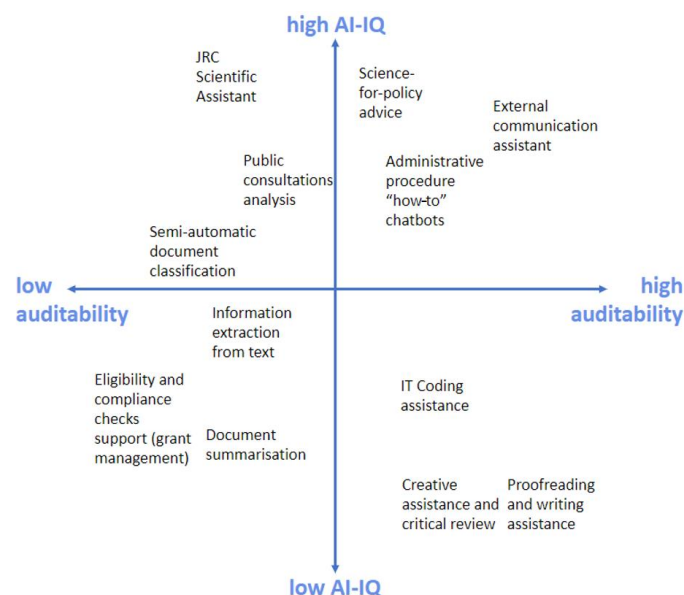 high AI-IQ
JRC
Scientific
Assistant
Science-
for-policy
advice
External
communication
assistant
Public
consultations
analysis
Administrative
procedure
“how-to”
chatbots
Semi-automatic
document
classification
low
auditability
high
auditability
Information
extraction
from text
Eligibility and
compliance
checks
support (grant
management)
Document
summarisation
IT Coding
assistance
Creative
assistance and
critical review
Proofreading
and writing
assistance
low AI-IQ